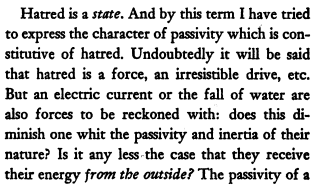 Hatred is a state. And by this term I have tried
to express the character of passivity which is con-
stitutive of hatred. Undoubtedly it will be said
that hatred is a force, an irresistible drive, etc.
But an electric current or the fall of water are
also forces to be reckoned with: does this di-
minish one whit the passivity and inertia of their
nature? Is it any less the case that they receive
their energy from the outside? The passivity of a